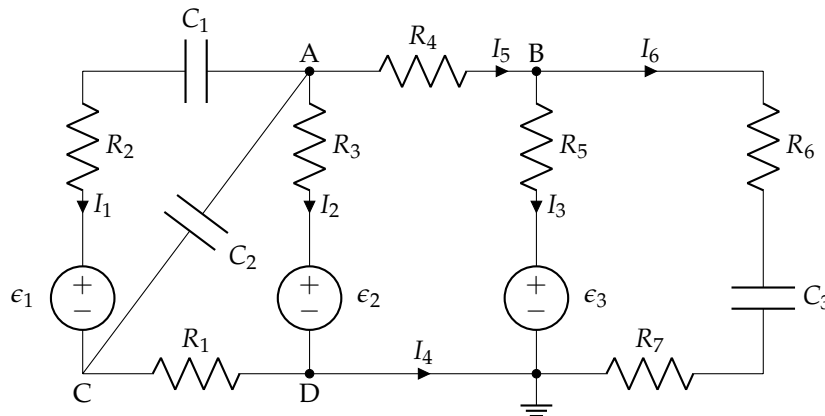 C₁
A
R₄
I₅
B
I₆
R₂
R₃
R₅
R₆
I₁
I₂
I₃
C₂
ϵ₁
+
−
ϵ₂
+
−
ϵ₃
+
−
C₃
R₁
I₄
R₇
C
D